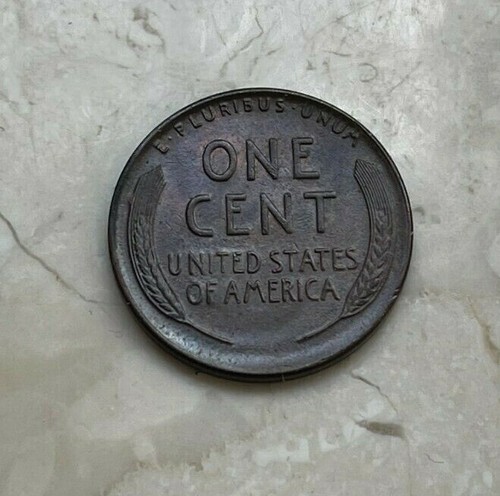 E·PLURIBUS·UNUM
ONE
CENT
UNITED STATES
OF AMERICA